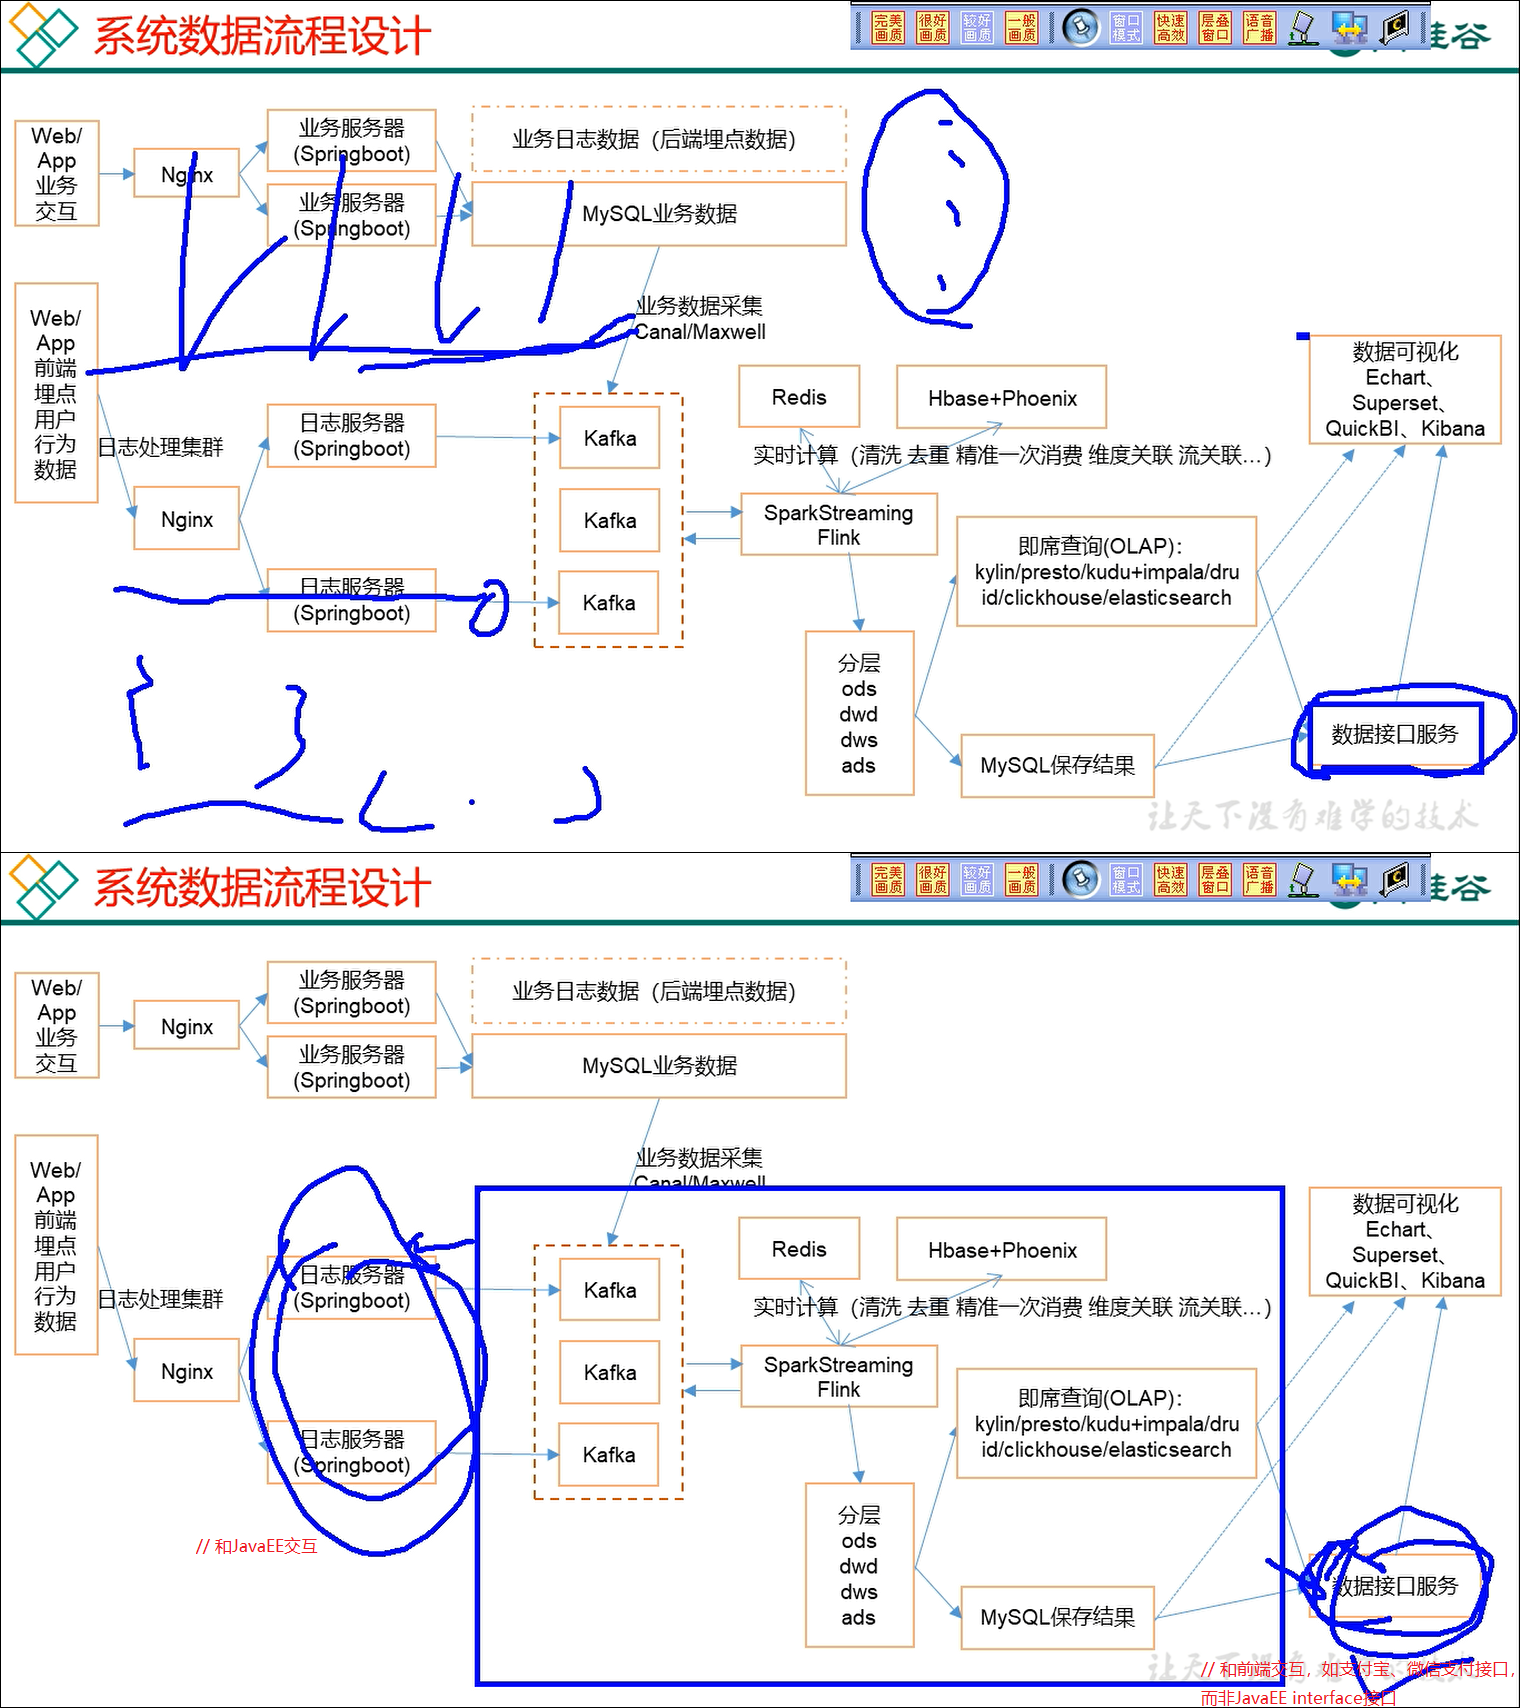 系统数据流程设计
完美
画质
很好
画质
较好
画质
一般
画质
窗口
模式
快速
高效
层叠
窗口
语音
广播
硅谷
Web/
App
业务
交互
Nginx
业务服务器
(Springboot)
业务服务器
(Springboot)
业务日志数据（后端埋点数据）
MySQL业务数据
业务数据采集
Canal/Maxwell
Web/
App
前端
埋点
用户
行为
数据
日志处理集群
Nginx
日志服务器
(Springboot)
日志服务器
(Springboot)
Kafka
Kafka
Kafka
Redis
Hbase+Phoenix
实时计算（清洗 去重 精准一次消费 维度关联 流关联...）
SparkStreaming
Flink
分层
ods
dwd
dws
ads
即席查询(OLAP)：
kylin/presto/kudu+impala/dru
id/clickhouse/elasticsearch
MySQL保存结果
数据可视化
Echart、
Superset、
QuickBI、Kibana
数据接口服务
让天下没有难学的技术
系统数据流程设计
完美
画质
很好
画质
较好
画质
一般
画质
窗口
模式
快速
高效
层叠
窗口
语音
广播
硅谷
Web/
App
业务
交互
Nginx
业务服务器
(Springboot)
业务服务器
(Springboot)
业务日志数据（后端埋点数据）
MySQL业务数据
业务数据采集
Canal/Maxwell
Web/
App
前端
埋点
用户
行为
数据
日志处理集群
Nginx
日志服务器
(Springboot)
日志服务器
(Springboot)
// 和JavaEE交互
Kafka
Kafka
Kafka
Redis
Hbase+Phoenix
实时计算（清洗 去重 精准一次消费 维度关联 流关联...）
SparkStreaming
Flink
分层
ods
dwd
dws
ads
即席查询(OLAP)：
kylin/presto/kudu+impala/dru
id/clickhouse/elasticsearch
MySQL保存结果
数据可视化
Echart、
Superset、
QuickBI、Kibana
数据接口服务
// 和前端交互，如支付宝、微信支付接口，
而非JavaEE interface接口